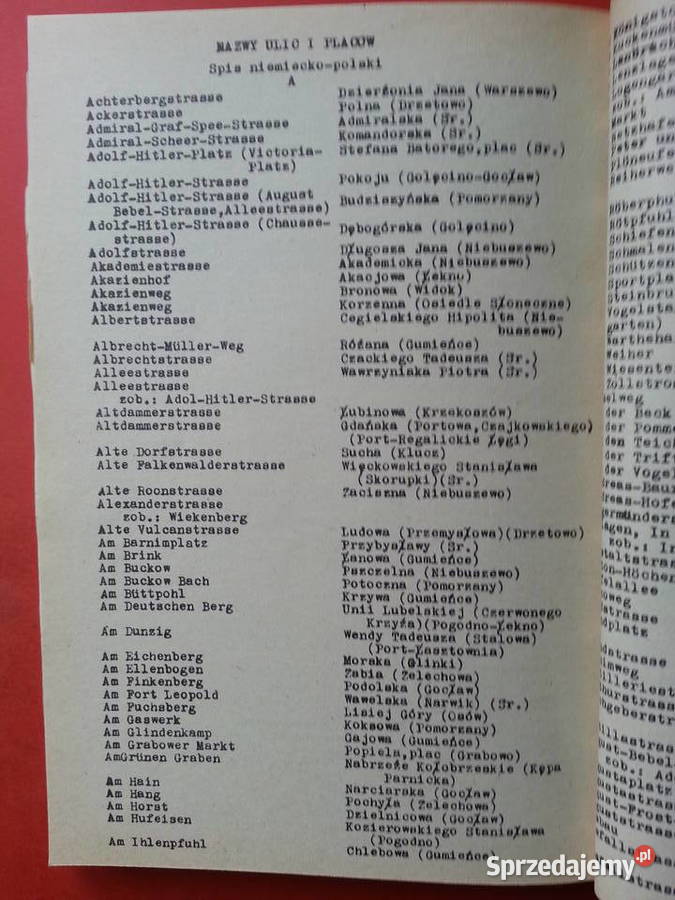 NAZWY ULIC I PLACÓW
Spis niemiecko-polski
A
Achterbergstrasse Dzierżonia Jana (Warszewo)
Ackerstrasse Polna (Drzetowo)
Admiral-Graf-Spee-Strasse Admiralska (Śr.)
Admiral-Scheer-Strasse Komandorska (Śr.)
Adolf-Hitler-Platz (Victoria- Stefana Batorego,plac (Śr.)
Platz)
Adolf-Hitler-Strasse Pokoju (Golęcino-Gocław)
Adolf-Hitler-Strasse (August Budziszyńska (Pomorzany)
Bebel-Strasse,Alleestrasse)
Adolf-Hitler-Strasse (Chausse- Dębogórska (Golęcino)
strasse)
Adolfstrasse Długosza Jana (Niebuszewo)
Akademiestrasse Akademicka (Niebuszewo)
Akazienhof Akacjowa (Łękno)
Akazienweg Bronowa (Widok)
Akazienweg Korzenna (Osiedle Słoneczne)
Albertstrasse Cegielskiego Hipolita (Nie-
buszewo)
Albrecht-Müller-Weg Różana (Gumieńce)
Albrechtstrasse Czackiego Tadeusza (Śr.)
Alleestrasse Wawrzyniaka Piotra (Śr.)
Alleestrasse
zob.: Adol-Hitler-Strasse
Altdammerstrasse Łubinowa (Krzekoszów)
Altdammerstrasse Gdańska (Portowa,Czajkowskiego)
(Port-Regalickie Łęgi)
Alte Dorfstrasse Sucha (Klucz)
Alte Falkenwalderstrasse Więckowskiego Stanisława
(Skorupki)(Śr.)
Alte Roonstrasse Zaciszna (Niebuszewo)
Alexanderstrasse
zob.: Wiekenberg
Alte Vulcanstrasse Ludowa (Przemysłowa)(Drzetowo)
Am Barnimplatz Przybyszławy (Śr.)
Am Brink Łanowa (Gumieńce)
Am Buckow Pszczelna (Niebuszewo)
Am Buckow Bach Potoczna (Pomorzany)
Am Büttpohl Krzywa (Gumieńce)
Am Deutschen Berg Unii Lubelskiej (Czerwonego
Krzyża)(Pogodno-Łękno)
Am Dunzig Wendy Tadeusza (Stalowa)
(Port-Łasztownia)
Am Eichenberg Morska (Glinki)
Am Ellenbogen Żabia (Żelechowa)
Am Finkenberg Podolska (Gocław)
Am Fort Leopold Wawelska (Narwik) (Śr.)
Am Fuchsberg Lisiej Góry (Osów)
Am Gaswerk Koksowa (Pomorzany)
Am Glindenkamp Gajowa (Gumieńce)
Am Grabower Markt Popiela,plac (Grabowo)
AmGrünen Graben Nabrzeże Kołobrzeskie (Kępa
Parnicka)
Am Hain Narciarska (Gocław)
Am Hang Pochyła (Żelechowa)
Am Horst Dzielnicowa (Gocław)
Am Hufeisen Kozierowskiego Stanisława
(Pogodno)
Am Ihlenpfuhl Chlebowa (Gumieńce)
Sprzedajemy.pl